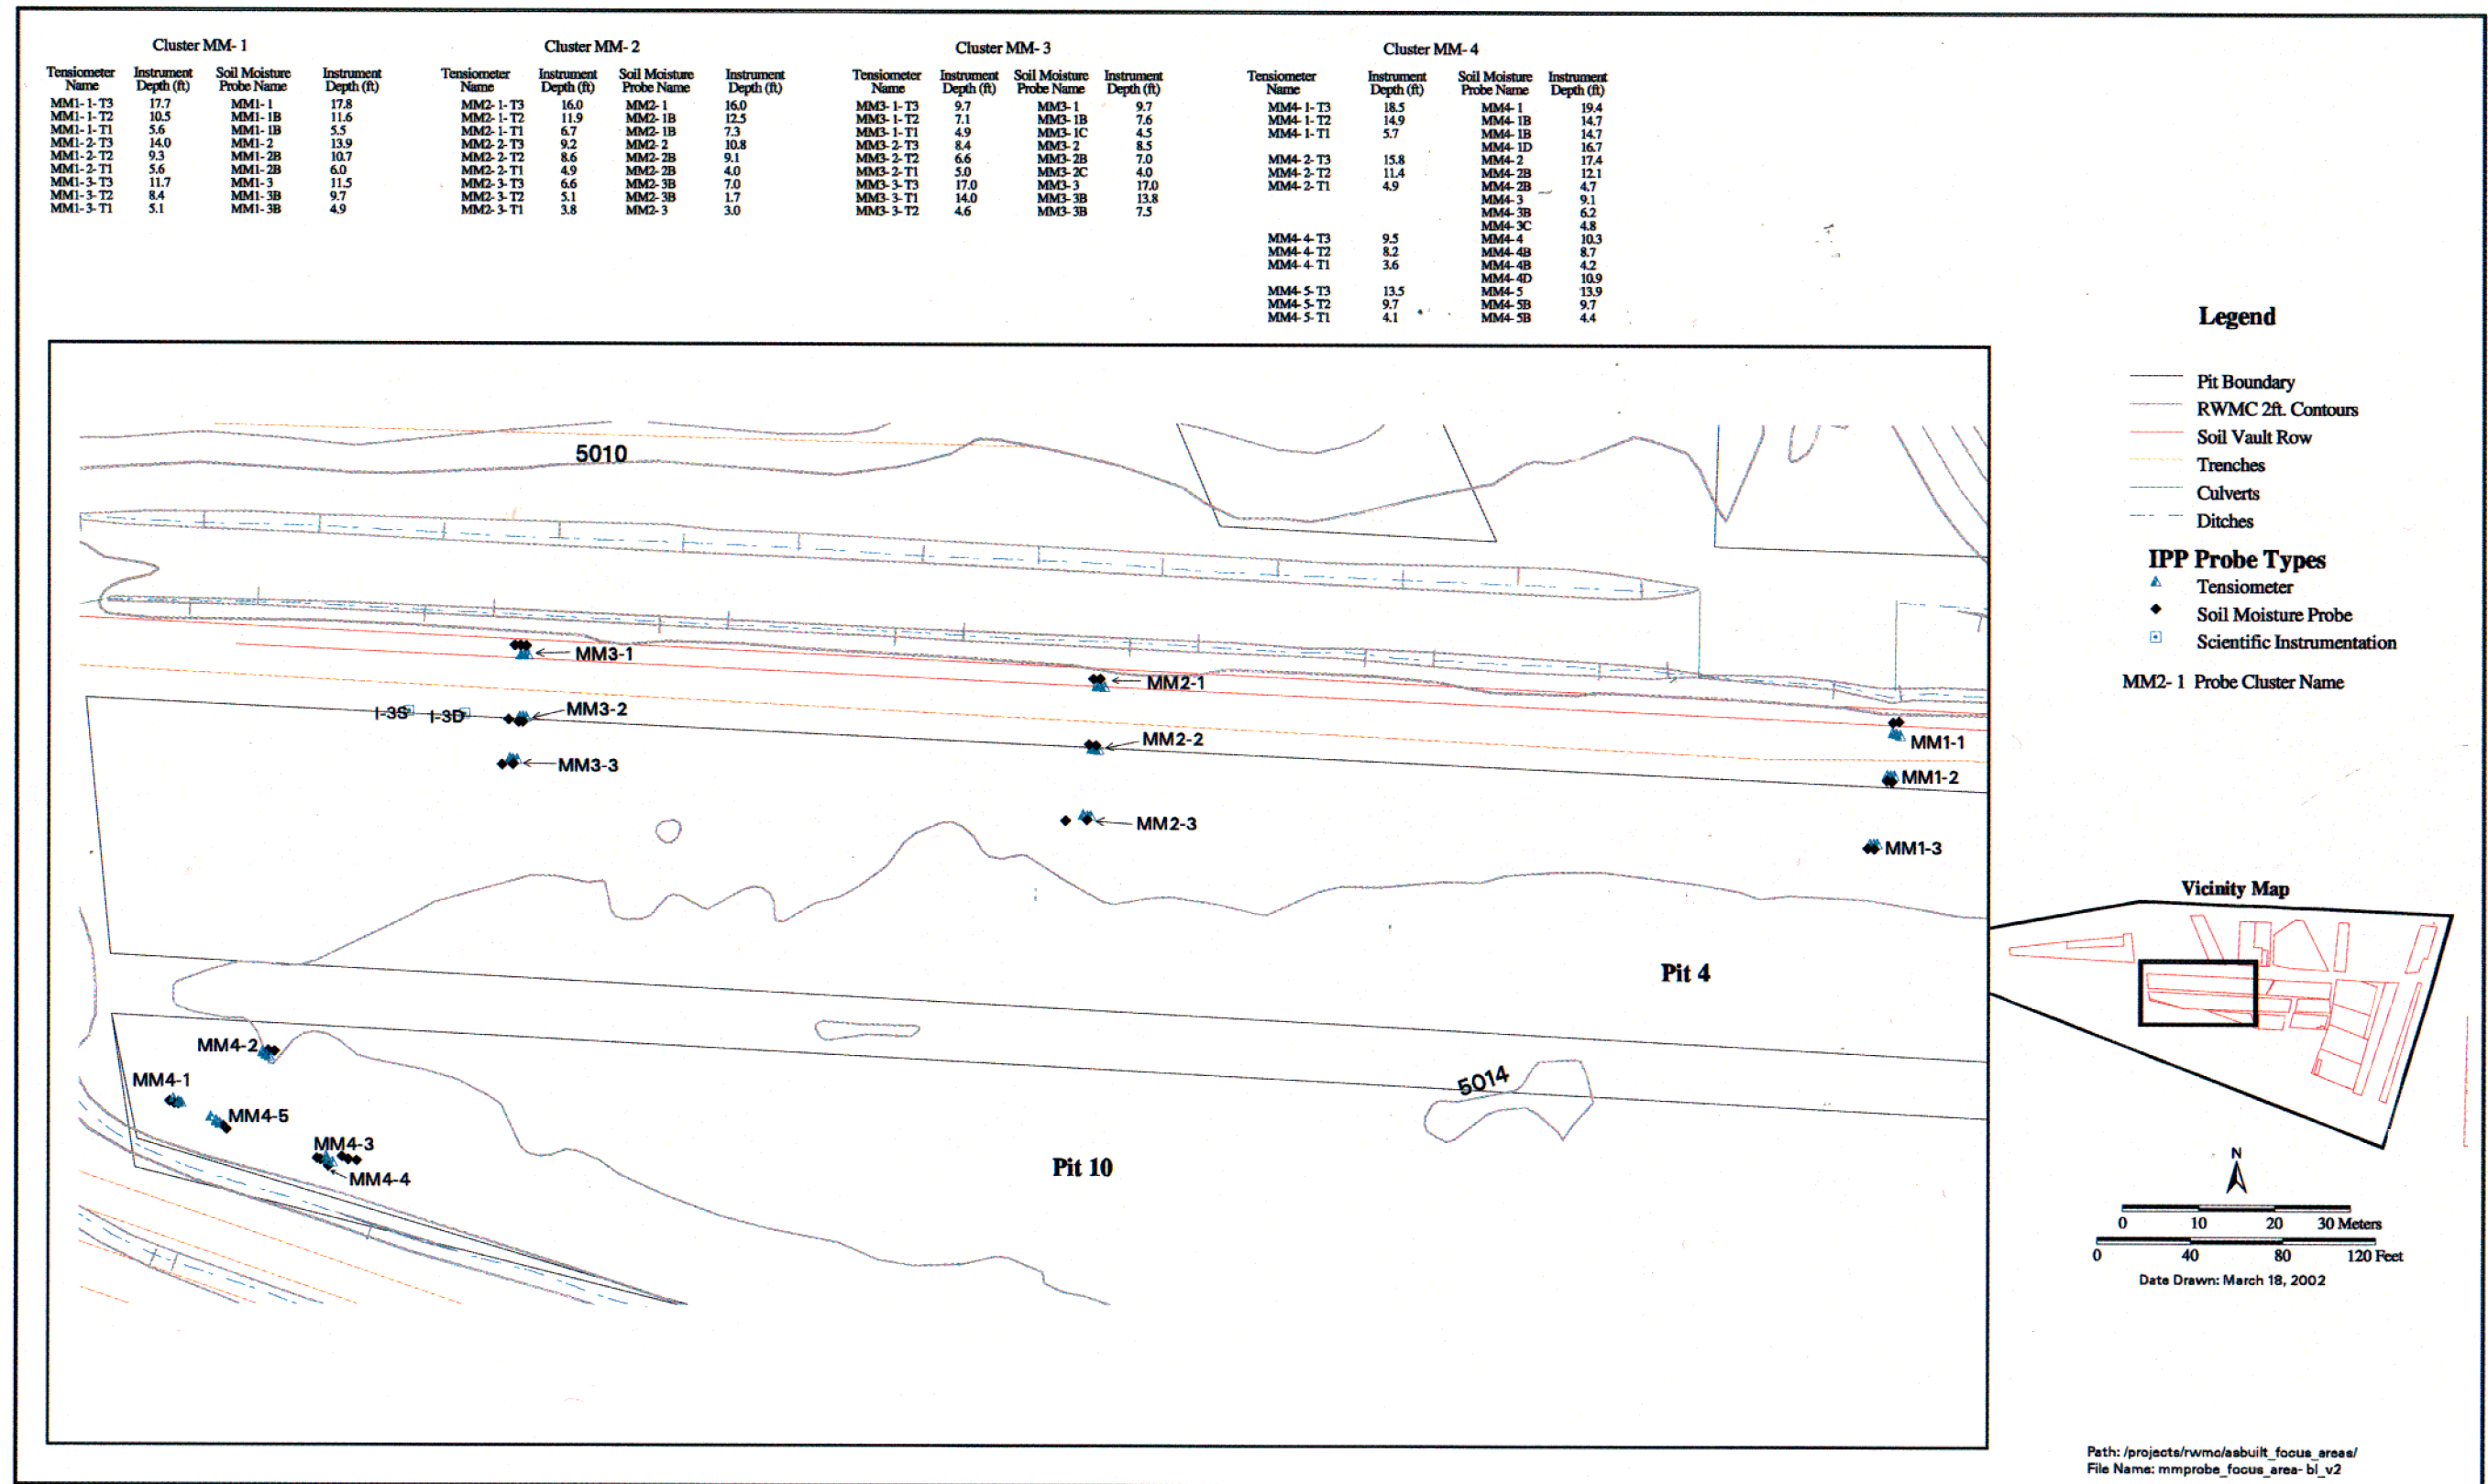 Cluster MM- 1
Tensiometer Name Instrument Depth (ft) Soil Moisture Probe Name Instrument Depth (ft)
MM1- 1- T3 17.7 MM1- 1 17.8
MM1- 1- T2 10.5 MM1- 1B 11.6
MM1- 1- T1 5.6 MM1- 1B 5.5
MM1- 2- T3 14.0 MM1- 2 13.9
MM1- 2- T2 9.3 MM1- 2B 10.7
MM1- 2- T1 5.6 MM1- 2B 6.0
MM1- 3- T3 11.7 MM1- 3 11.5
MM1- 3- T2 8.4 MM1- 3B 9.7
MM1- 3- T1 5.1 MM1- 3B 4.9
Cluster MM- 2
Tensiometer Name Instrument Depth (ft) Soil Moisture Probe Name Instrument Depth (ft)
MM2- 1- T3 16.0 MM2- 1 16.0
MM2- 1- T2 11.9 MM2- 1B 12.5
MM2- 1- T1 6.7 MM2- 1B 7.3
MM2- 2- T3 9.2 MM2- 2 10.8
MM2- 2- T2 8.6 MM2- 2B 9.1
MM2- 2- T1 4.9 MM2- 2B 4.0
MM2- 3- T3 6.6 MM2- 3B 7.0
MM2- 3- T2 5.1 MM2- 3B 1.7
MM2- 3- T1 3.8 MM2- 3 3.0
Cluster MM- 3
Tensiometer Name Instrument Depth (ft) Soil Moisture Probe Name Instrument Depth (ft)
MM3- 1- T3 9.7 MM3- 1 9.7
MM3- 1- T2 7.1 MM3- 1B 7.6
MM3- 1- T1 4.9 MM3- 1C 4.5
MM3- 2- T3 8.4 MM3- 2 8.5
MM3- 2- T2 6.6 MM3- 2B 7.0
MM3- 2- T1 5.0 MM3- 2C 4.0
MM3- 3- T3 17.0 MM3- 3 17.0
MM3- 3- T1 14.0 MM3- 3B 13.8
MM3- 3- T2 4.6 MM3- 3B 7.5
Cluster MM- 4
Tensiometer Name Instrument Depth (ft) Soil Moisture Probe Name Instrument Depth (ft)
MM4- 1- T3 18.5 MM4- 1 19.4
MM4- 1- T2 14.9 MM4- 1B 14.7
MM4- 1- T1 5.7 MM4- 1B 14.7
MM4- 1D 16.7
MM4- 2- T3 15.8 MM4- 2 17.4
MM4- 2- T2 11.4 MM4- 2B 12.1
MM4- 2- T1 4.9 MM4- 2B 4.7
MM4- 3 9.1
MM4- 3B 6.2
MM4- 3C 4.8
MM4- 4- T3 9.5 MM4- 4 10.3
MM4- 4- T2 8.2 MM4- 4B 8.7
MM4- 4- T1 3.6 MM4- 4B 4.2
MM4- 4D 10.9
MM4- 5- T3 13.5 MM4- 5 13.9
MM4- 5- T2 9.7 MM4- 5B 9.7
MM4- 5- T1 4.1 MM4- 5B 4.4
5010
MM3-1
MM2-1
I-3S I-3D MM3-2
MM2-2
MM1-1
MM3-3
MM1-2
MM2-3
MM1-3
Pit 4
MM4-2
MM4-1
5014
MM4-5
MM4-3
Pit 10
MM4-4
Legend
Pit Boundary
RWMC 2ft. Contours
Soil Vault Row
Trenches
Culverts
Ditches
IPP Probe Types
Tensiometer
Soil Moisture Probe
Scientific Instrumentation
MM2- 1 Probe Cluster Name
Vicinity Map
N
0 10 20 30 Meters
0 40 80 120 Feet
Date Drawn: March 18, 2002
Path: /projects/rwmc/asbuilt_focus_areas/
File Name: mmprobe_focus_area- bl_v2